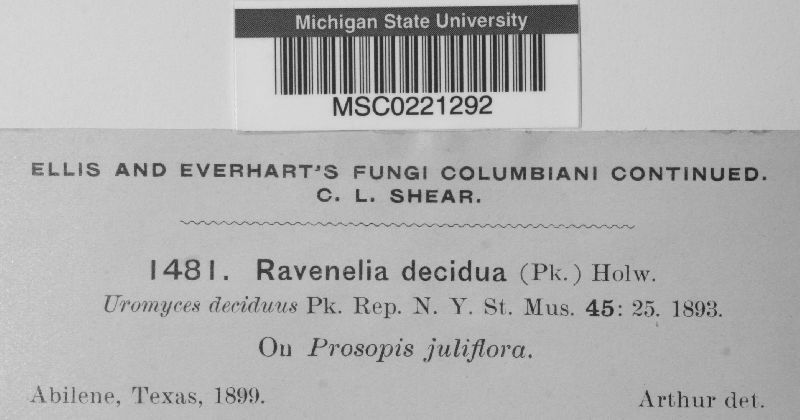 Michigan State University
MSC0221292
ELLIS AND EVERHART'S FUNGI COLUMBIANI CONTINUED.
C. L. SHEAR.
1481. Ravenelia decidua (Pk.) Holw.
Uromyces deciduus Pk. Rep. N. Y. St. Mus. 45: 25. 1893.
On Prosopis juliflora.
Abilene, Texas, 1899. Arthur det.